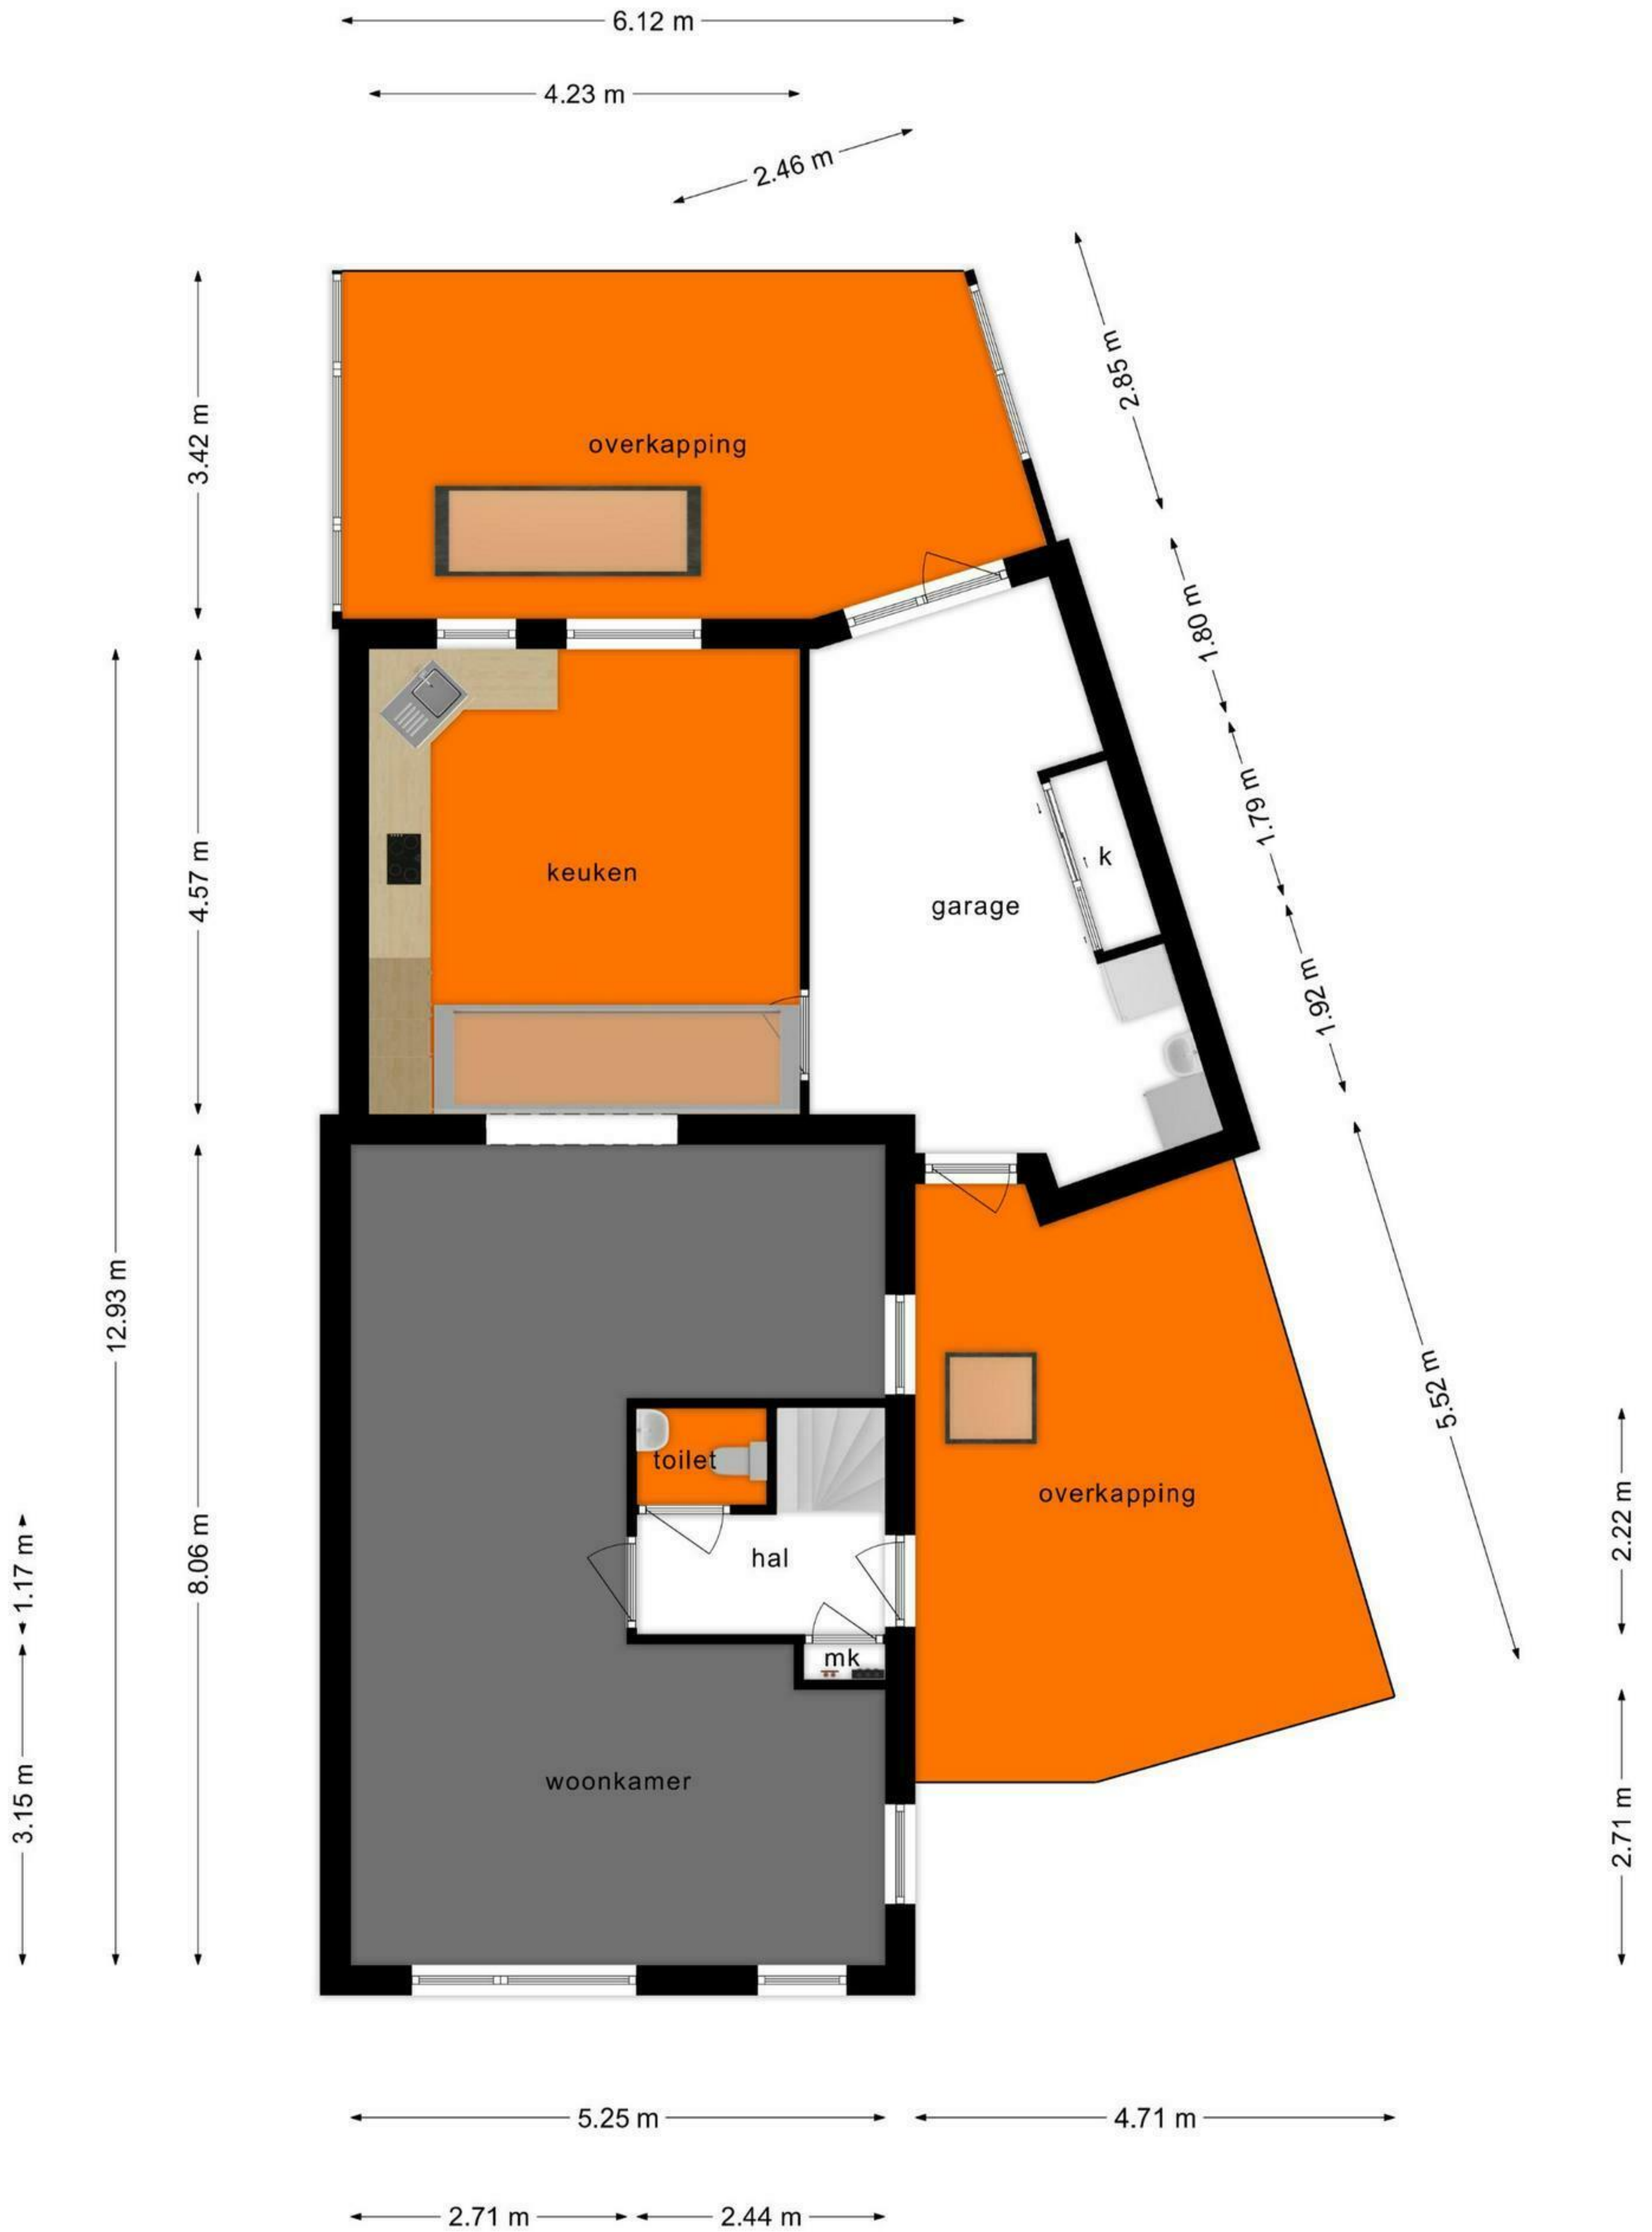 6.12 m
4.23 m
2.46 m
2.85 m
3.42 m
overkapping
1.80 m
1.79 m
4.57 m
keuken
k
garage
1.92 m
12.93 m
5.52 m
toilet
overkapping
2.22 m
1.17 m
8.06 m
hal
mk
woonkamer
3.15 m
2.71 m
5.25 m
4.71 m
2.71 m
2.44 m